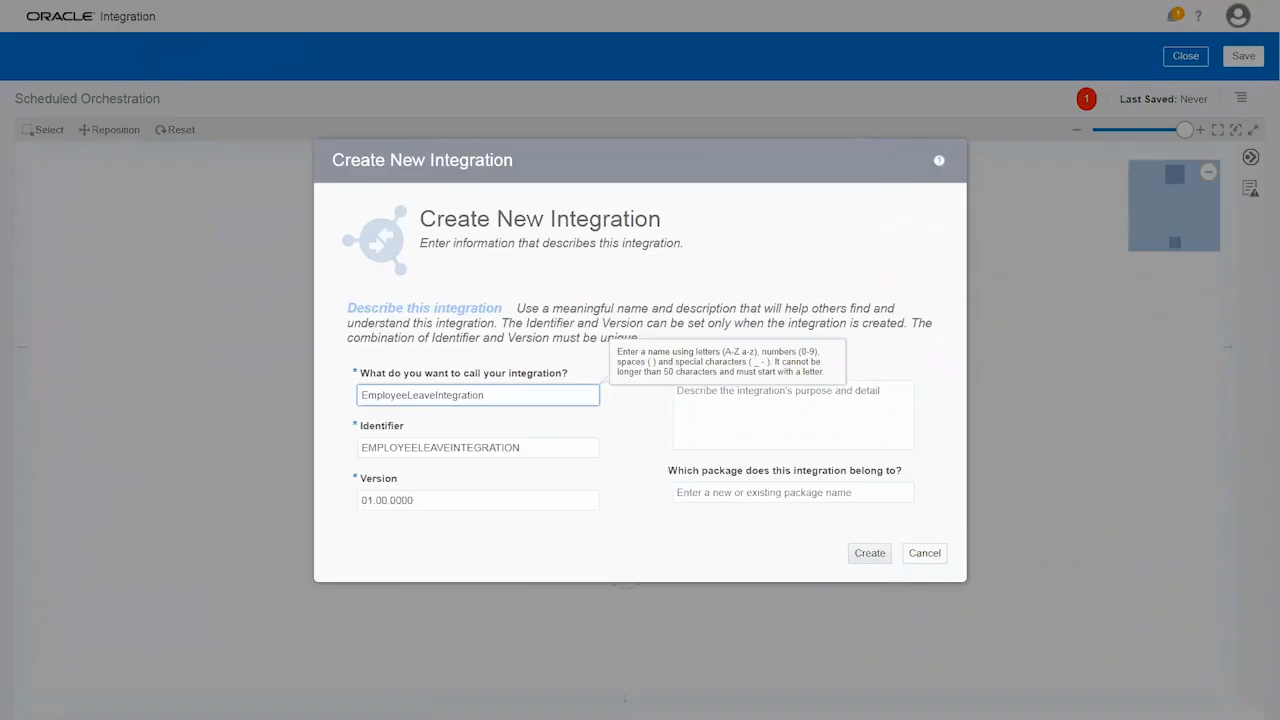 ORACLE Integration
1
?
Close
Save
Scheduled Orchestration
1
Last Saved: Never
Select
Reposition
Reset
Create New Integration
?
Create New Integration
Enter information that describes this integration.
Describe this integration Use a meaningful name and description that will help others find and
understand this integration. The Identifier and Version can be set only when the integration is created. The
combination of Identifier and Version must be unique.
Enter a name using letters (A-Z a-z), numbers (0-9),
spaces ( ) and special characters ( _ - ). It cannot be
longer than 50 characters and must start with a letter.
* What do you want to call your integration?
EmployeeLeaveIntegration
Describe the integration's purpose and detail
* Identifier
EMPLOYEELEAVEINTEGRATION
* Version
01.00.0000
Which package does this integration belong to?
Enter a new or existing package name
Create
Cancel